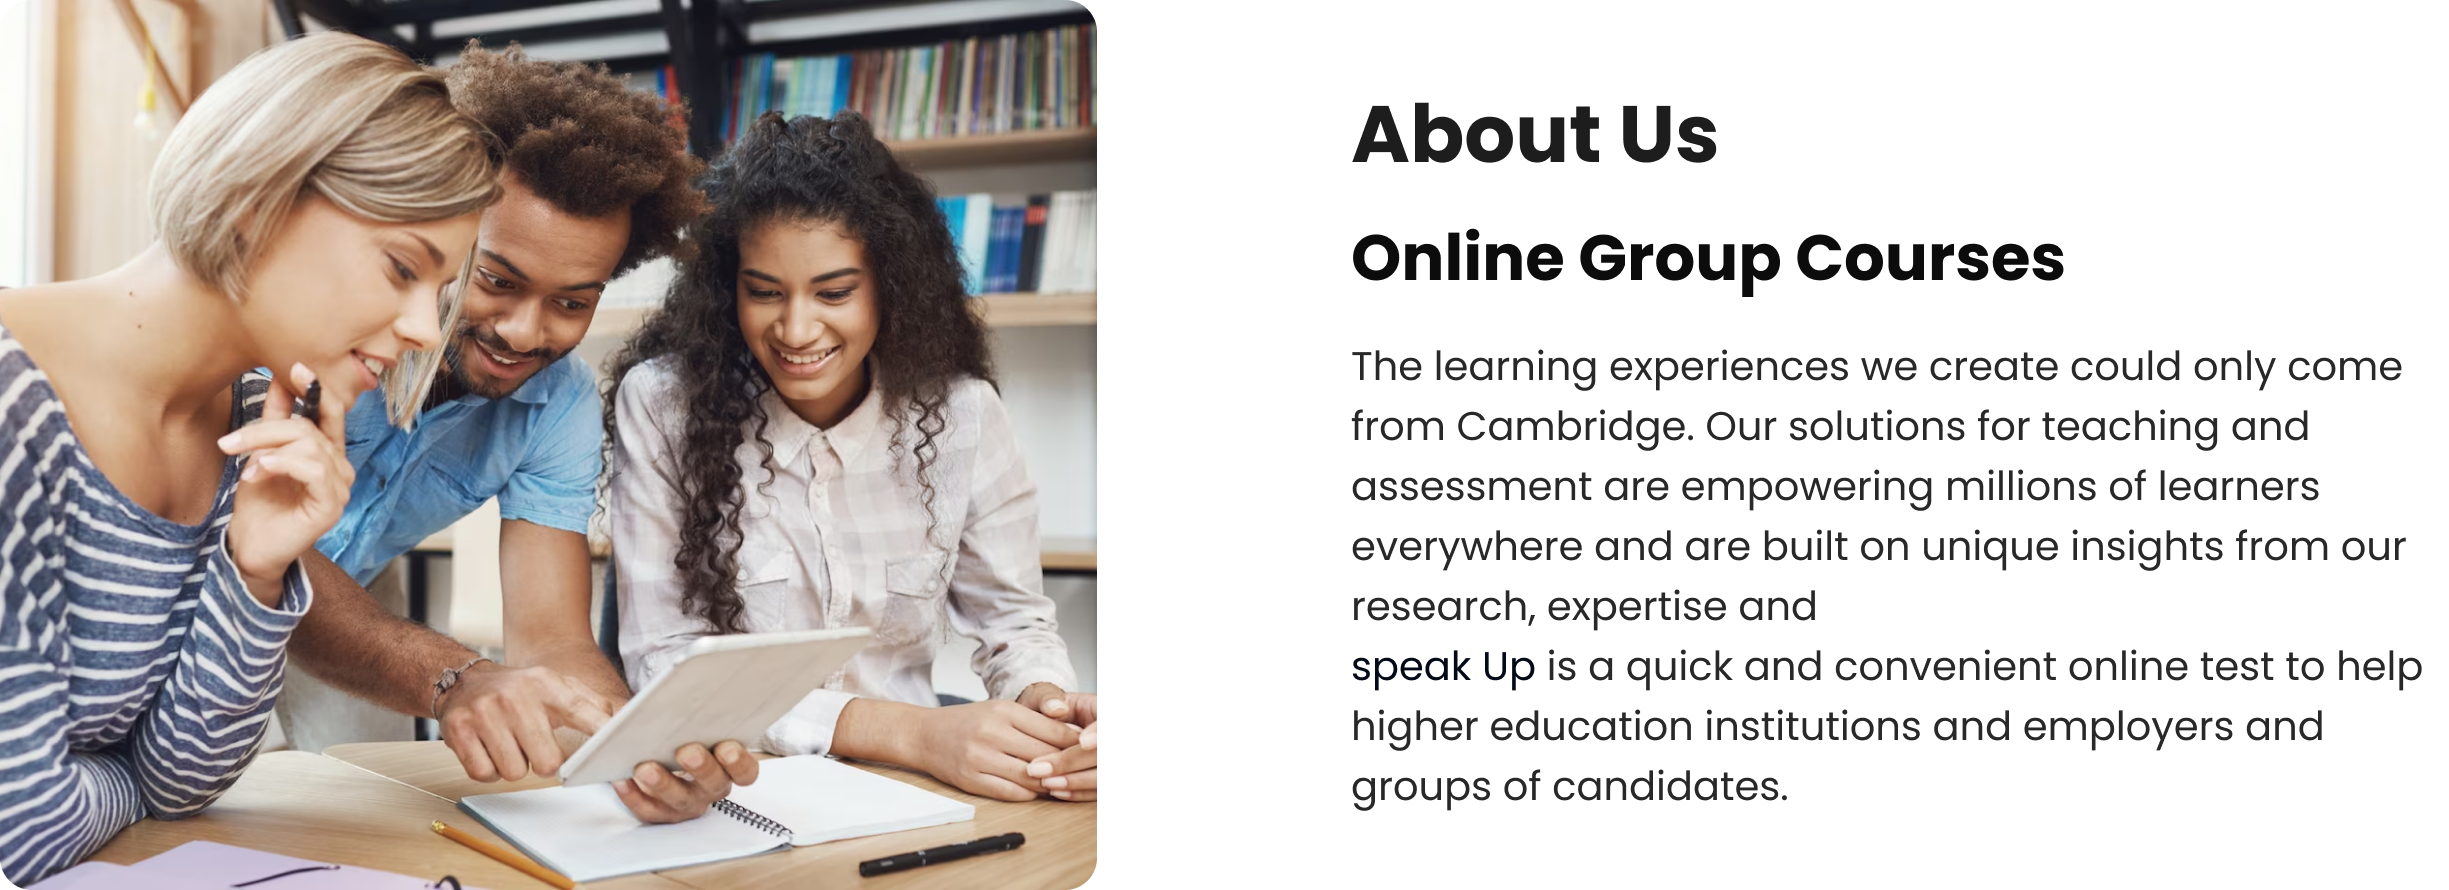 About Us
Online Group Courses
The learning experiences we create could only come
from Cambridge. Our solutions for teaching and
assessment are empowering millions of learners
everywhere and are built on unique insights from our
research, expertise and
speak Up is a quick and convenient online test to help
higher education institutions and employers and
groups of candidates.